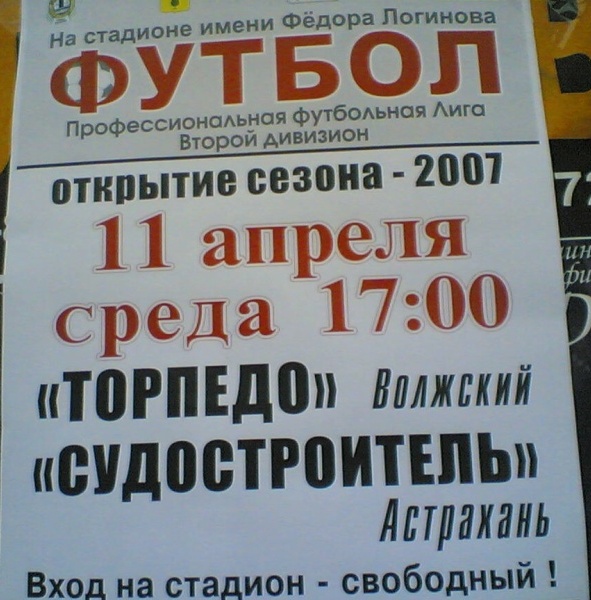 На стадионе имени Фёдора Логинова
ФУТБОЛ
Профессиональная футбольная Лига
Второй дивизион
открытие сезона - 2007
11 апреля
среда 17:00
«ТОРПЕДО» Волжский
«СУДОСТРОИТЕЛЬ»
Астрахань
Вход на стадион - свободный !